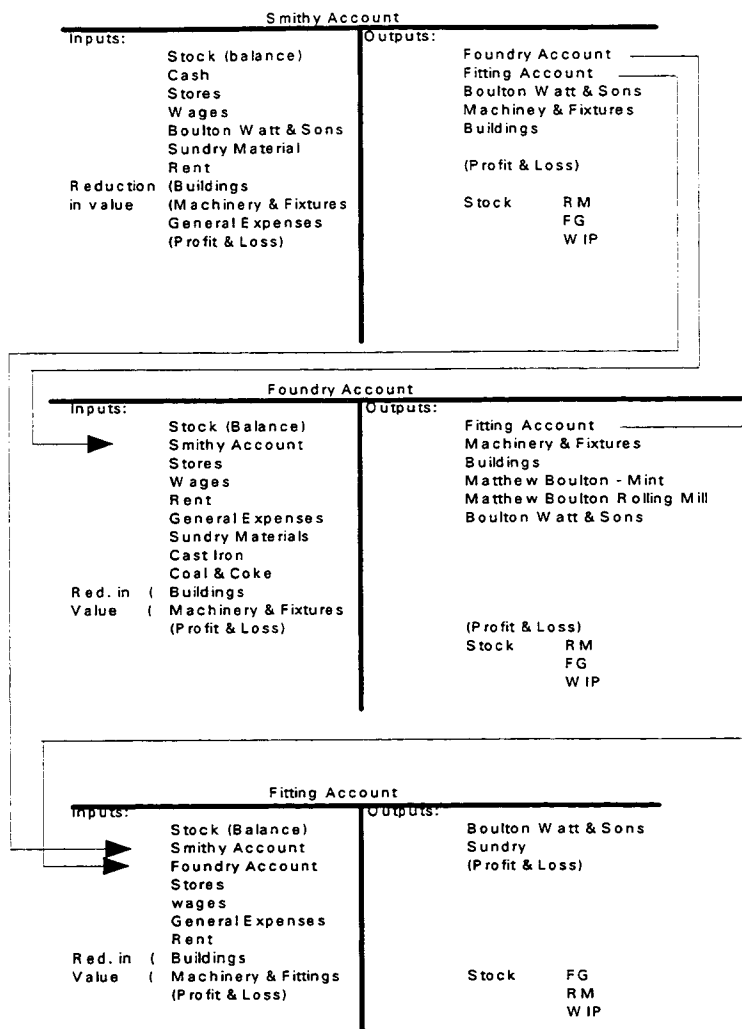 Smithy Account
Inputs:
Stock (balance)
Cash
Stores
Wages
Boulton Watt & Sons
Sundry Material
Rent
Reduction (Buildings
in value (Machinery & Fixtures
General Expenses
(Profit & Loss)
Outputs:
Foundry Account
Fitting Account
Boulton Watt & Sons
Machiney & Fixtures
Buildings
(Profit & Loss)
Stock RM
FG
WIP
Foundry Account
Inputs:
Stock (Balance)
Smithy Account
Stores
Wages
Rent
General Expenses
Sundry Materials
Cast Iron
Coal & Coke
Red. in ( Buildings
Value ( Machinery & Fixtures
(Profit & Loss)
Outputs:
Fitting Account
Machinery & Fixtures
Buildings
Matthew Boulton - Mint
Matthew Boulton Rolling Mill
Boulton Watt & Sons
(Profit & Loss)
Stock RM
FG
WIP
Fitting Account
Inputs:
Stock (Balance)
Smithy Account
Foundry Account
Stores
wages
General Expenses
Rent
Red. in ( Buildings
Value ( Machinery & Fittings
(Profit & Loss)
Outputs:
Boulton Watt & Sons
Sundry
(Profit & Loss)
Stock FG
RM
WIP